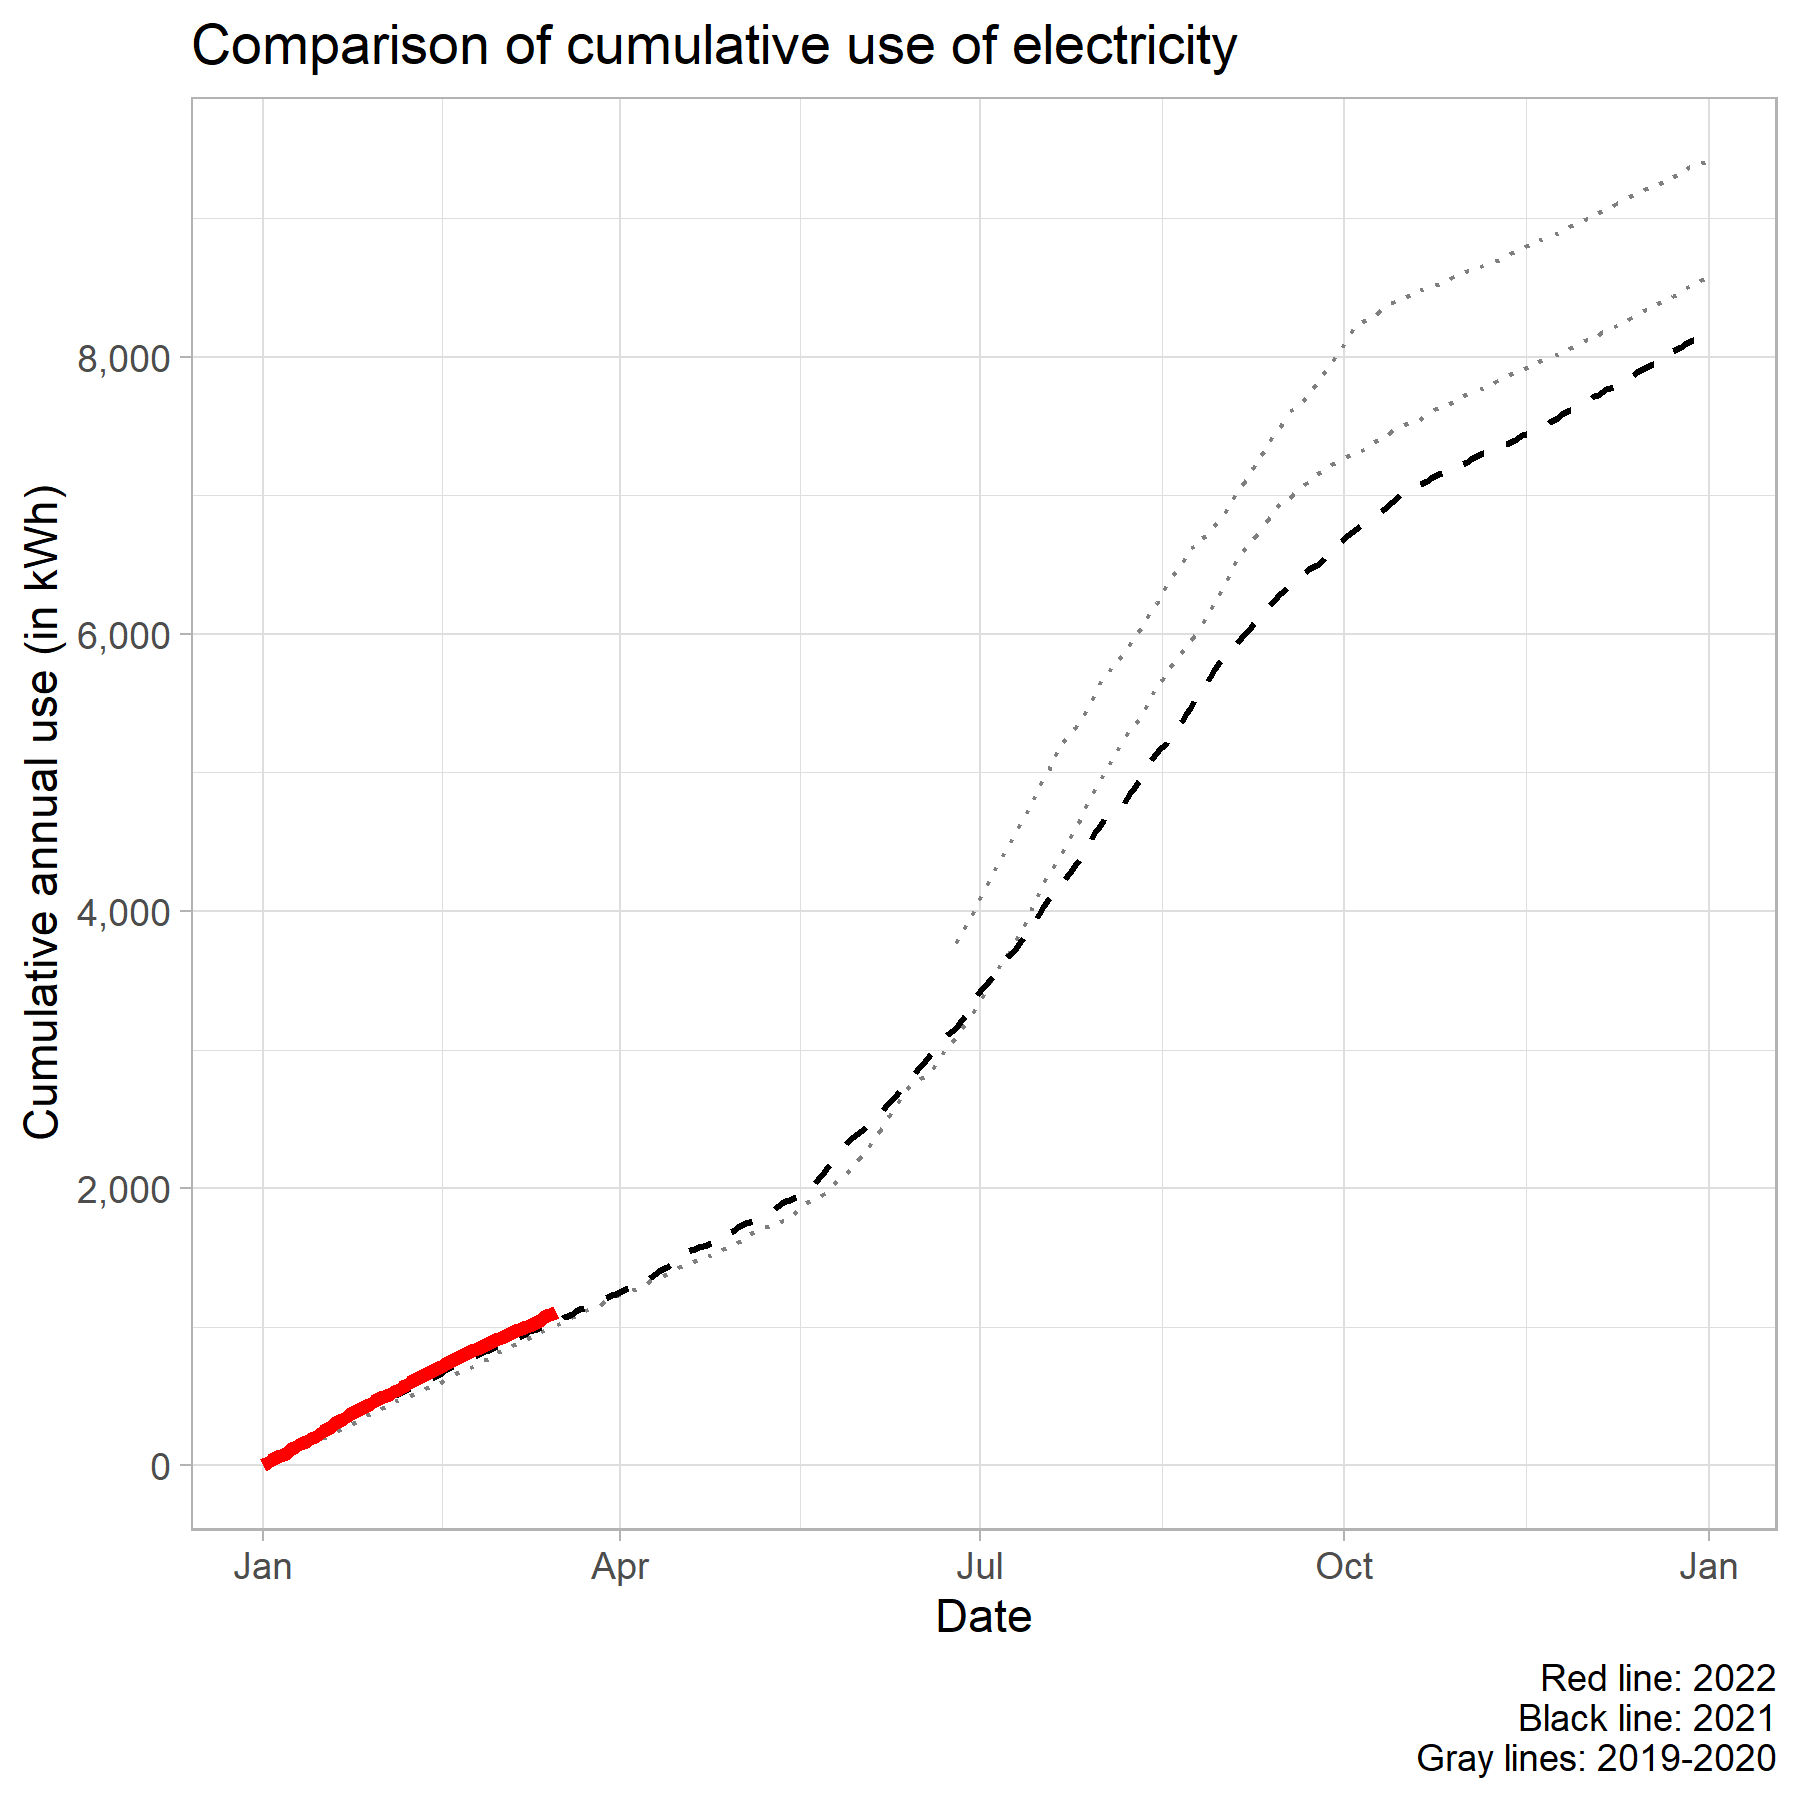 Comparison of cumulative use of electricity
Cumulative annual use (in kWh)
8,000
6,000
4,000
2,000
0
Jan Apr Jul Oct Jan
Date
Red line: 2022
Black line: 2021
Gray lines: 2019-2020